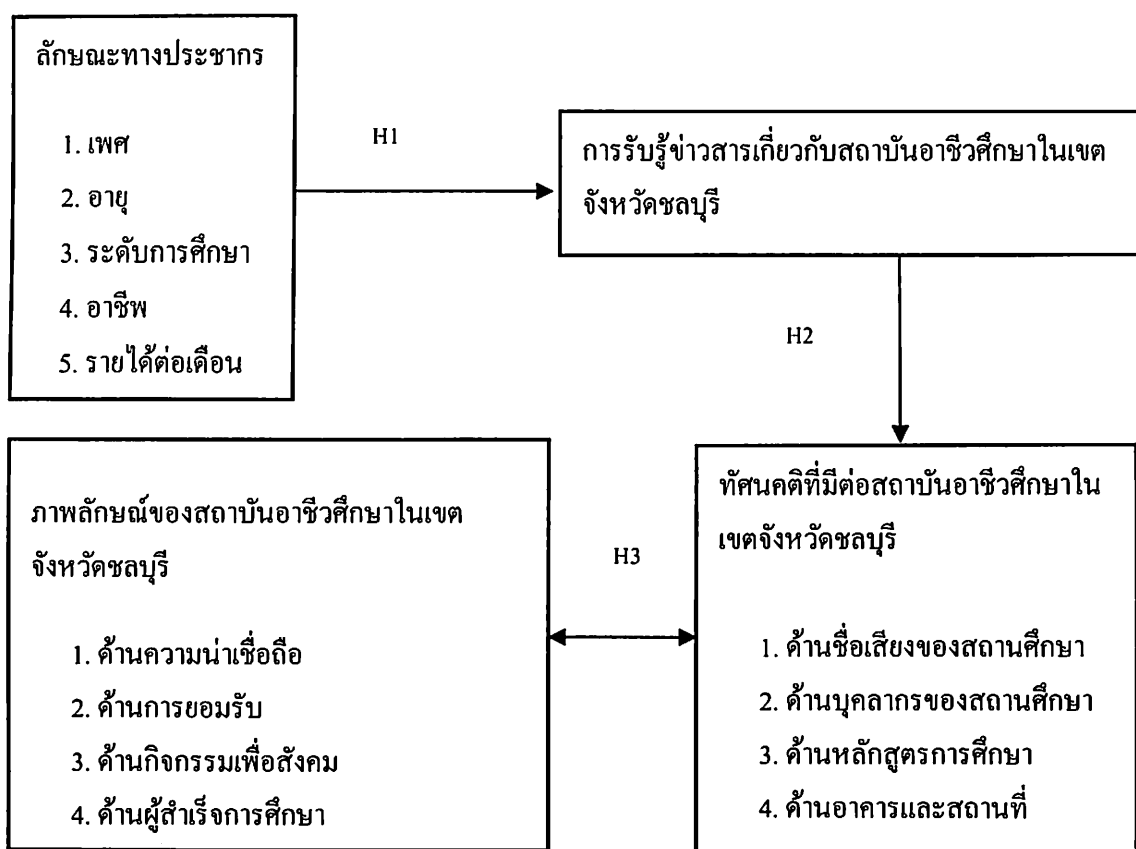 ลักษณะทางประชากร
1. เพศ
2. อายุ
3. ระดับการศึกษา
4. อาชีพ
5. รายได้ต่อเดือน
H1
การรับรู้ข่าวสารเกี่ยวกับสถาบันอาชีวศึกษาในเขต
จังหวัดชลบุรี
H2
ภาพลักษณ์ของสถาบันอาชีวศึกษาในเขต
จังหวัดชลบุรี
1. ด้านความน่าเชื่อถือ
2. ด้านการยอมรับ
3. ด้านกิจกรรมเพื่อสังคม
4. ด้านผู้สำเร็จการศึกษา
H3
ทัศนคติที่มีต่อสถาบันอาชีวศึกษาใน
เขตจังหวัดชลบุรี
1. ด้านชื่อเสียงของสถานศึกษา
2. ด้านบุคลากรของสถานศึกษา
3. ด้านหลักสูตรการศึกษา
4. ด้านอาคารและสถานที่